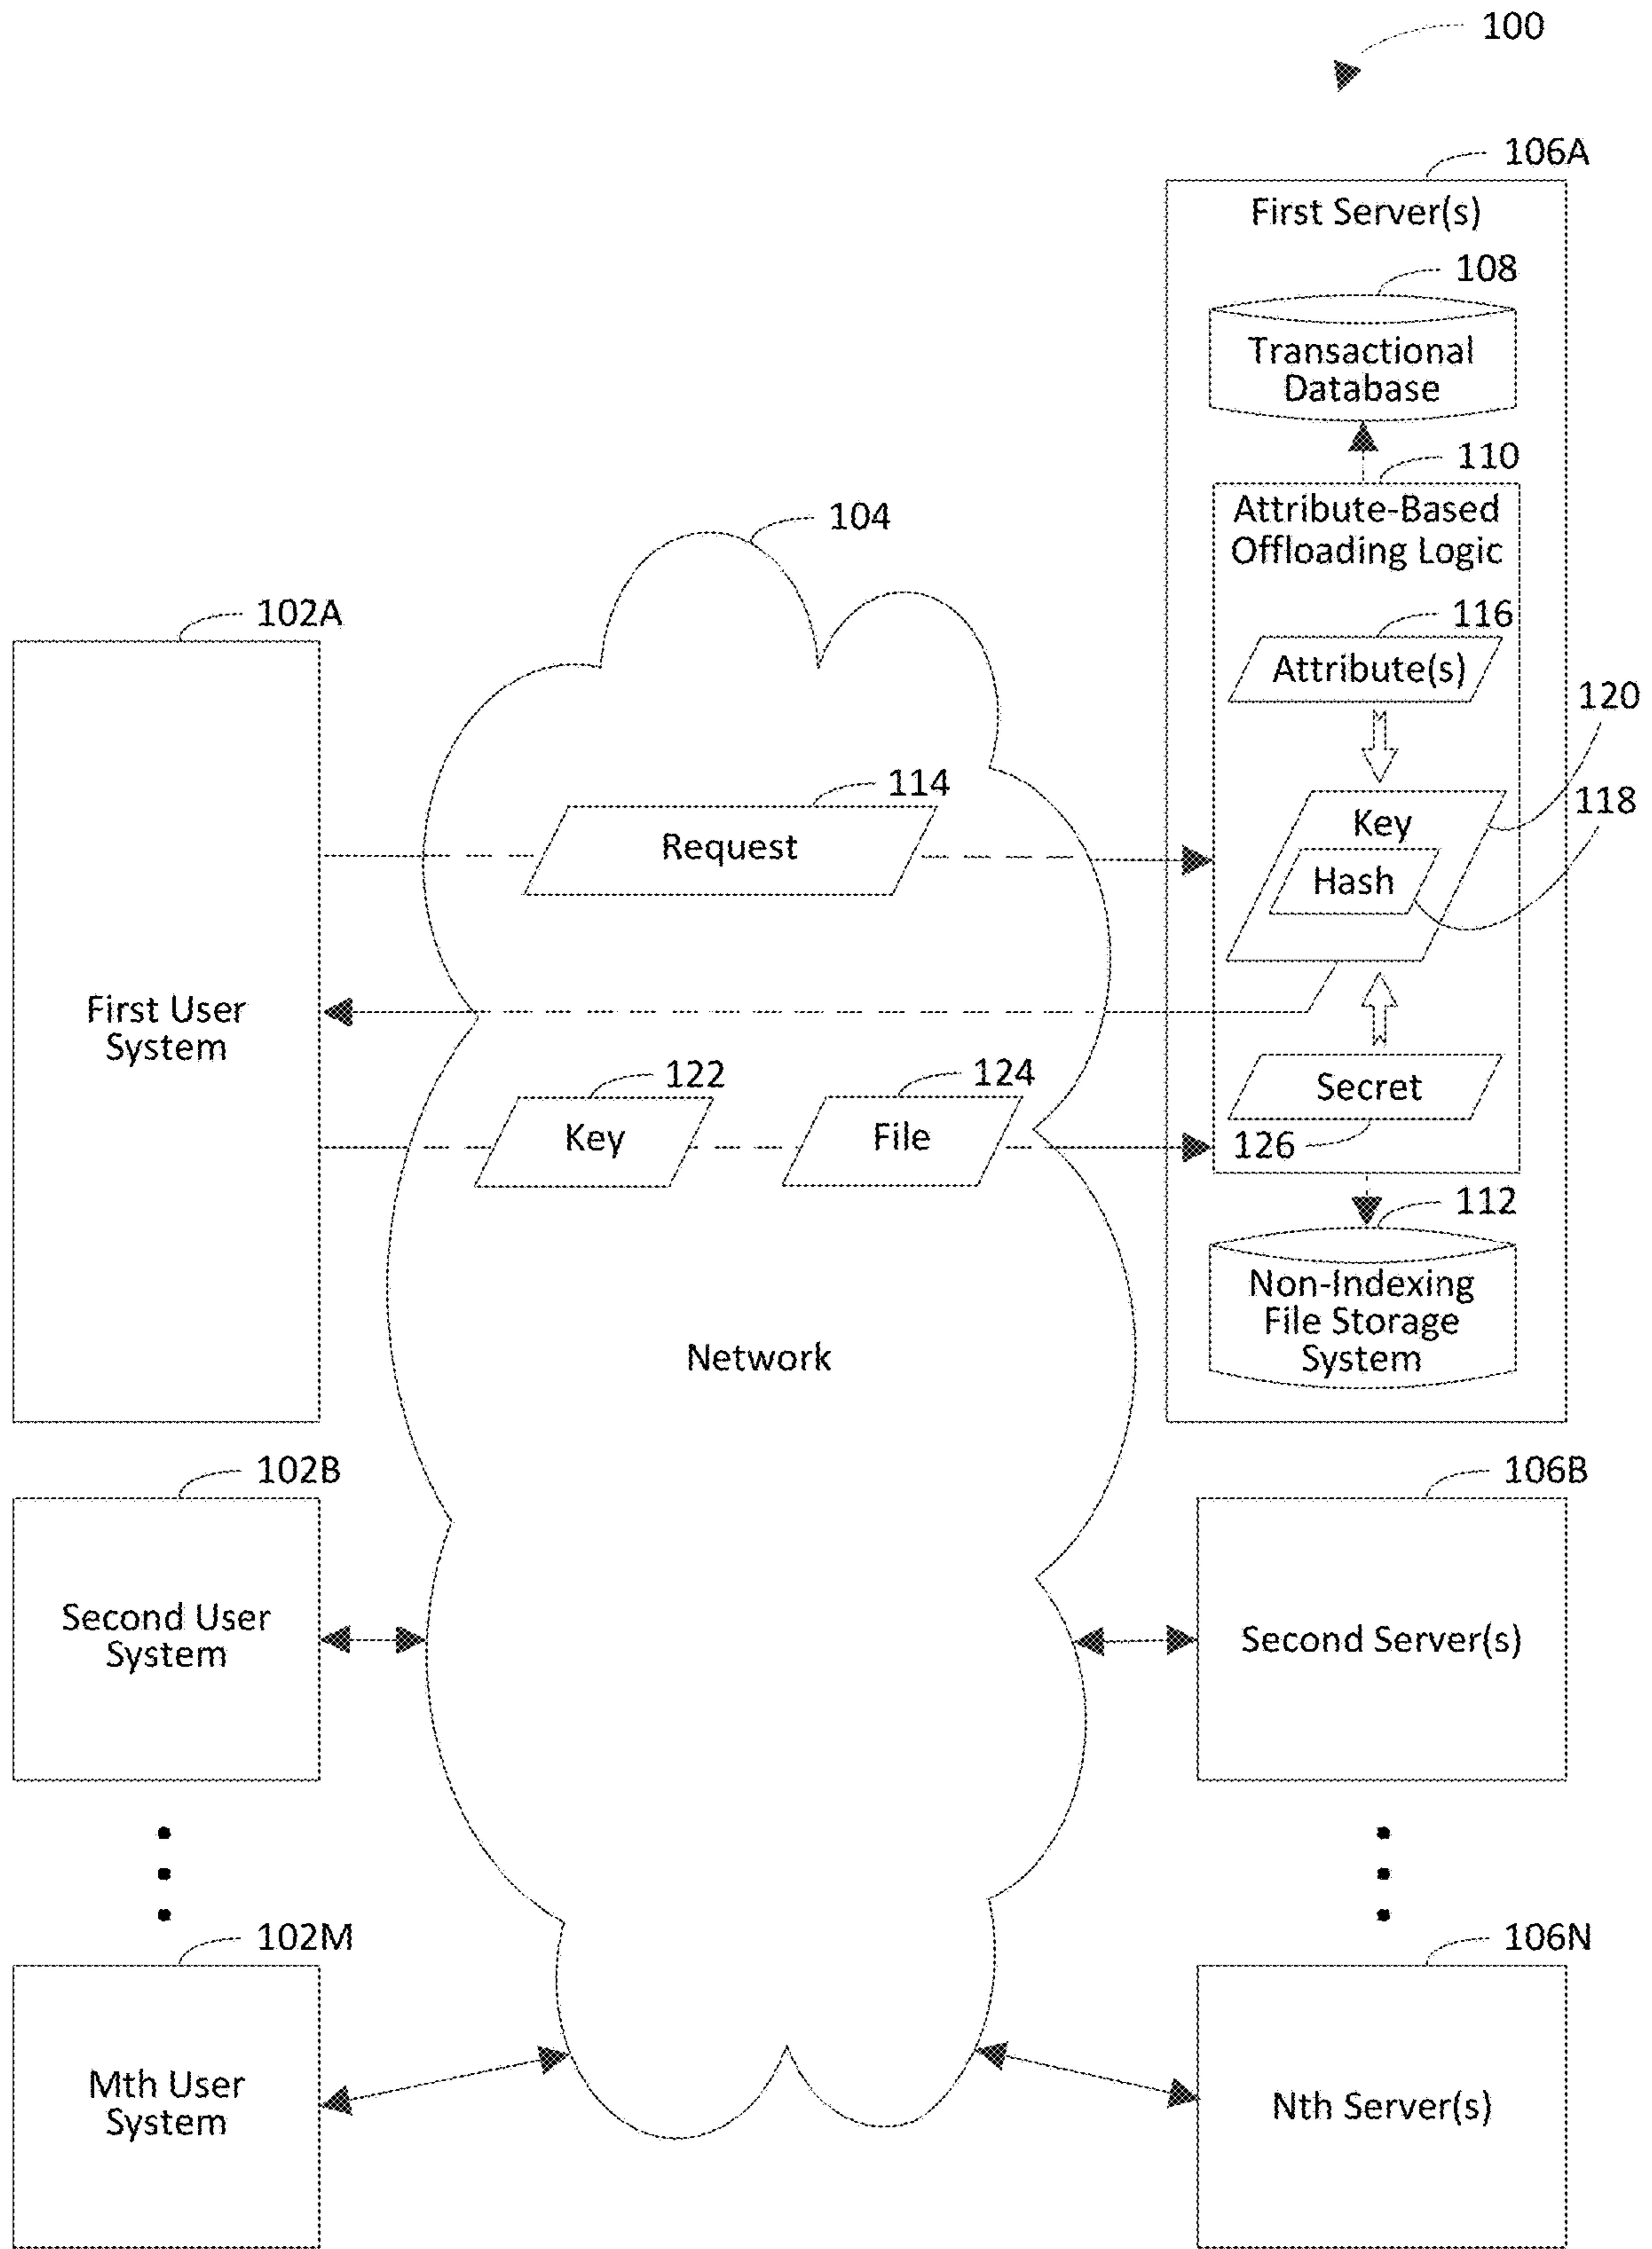 100
106A
First Server(s)
108
Transactional
Database
110
Attribute-Based
Offloading Logic
104
102A
116
Attribute(s)
120
114
118
Request
Key
Hash
First User
System
122
124
Key
File
Secret
126
112
Non-Indexing
File Storage
System
Network
102B
106B
Second User
System
Second Server(s)
102M
106N
Mth User
System
Nth Server(s)